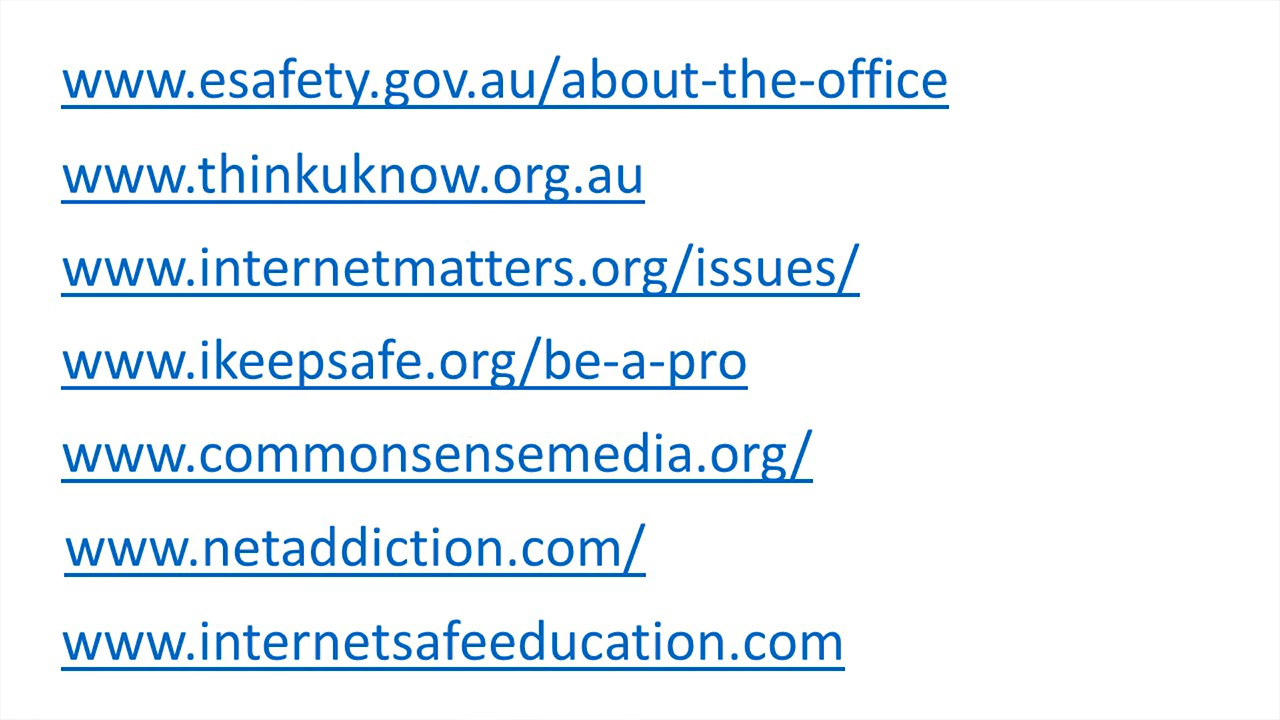 www.esafety.gov.au/about-the-office
www.thinkuknow.org.au
www.internetmatters.org/issues/
www.ikeepsafe.org/be-a-pro
www.commonsensemedia.org/
www.netaddiction.com/
www.internetsafeeducation.com